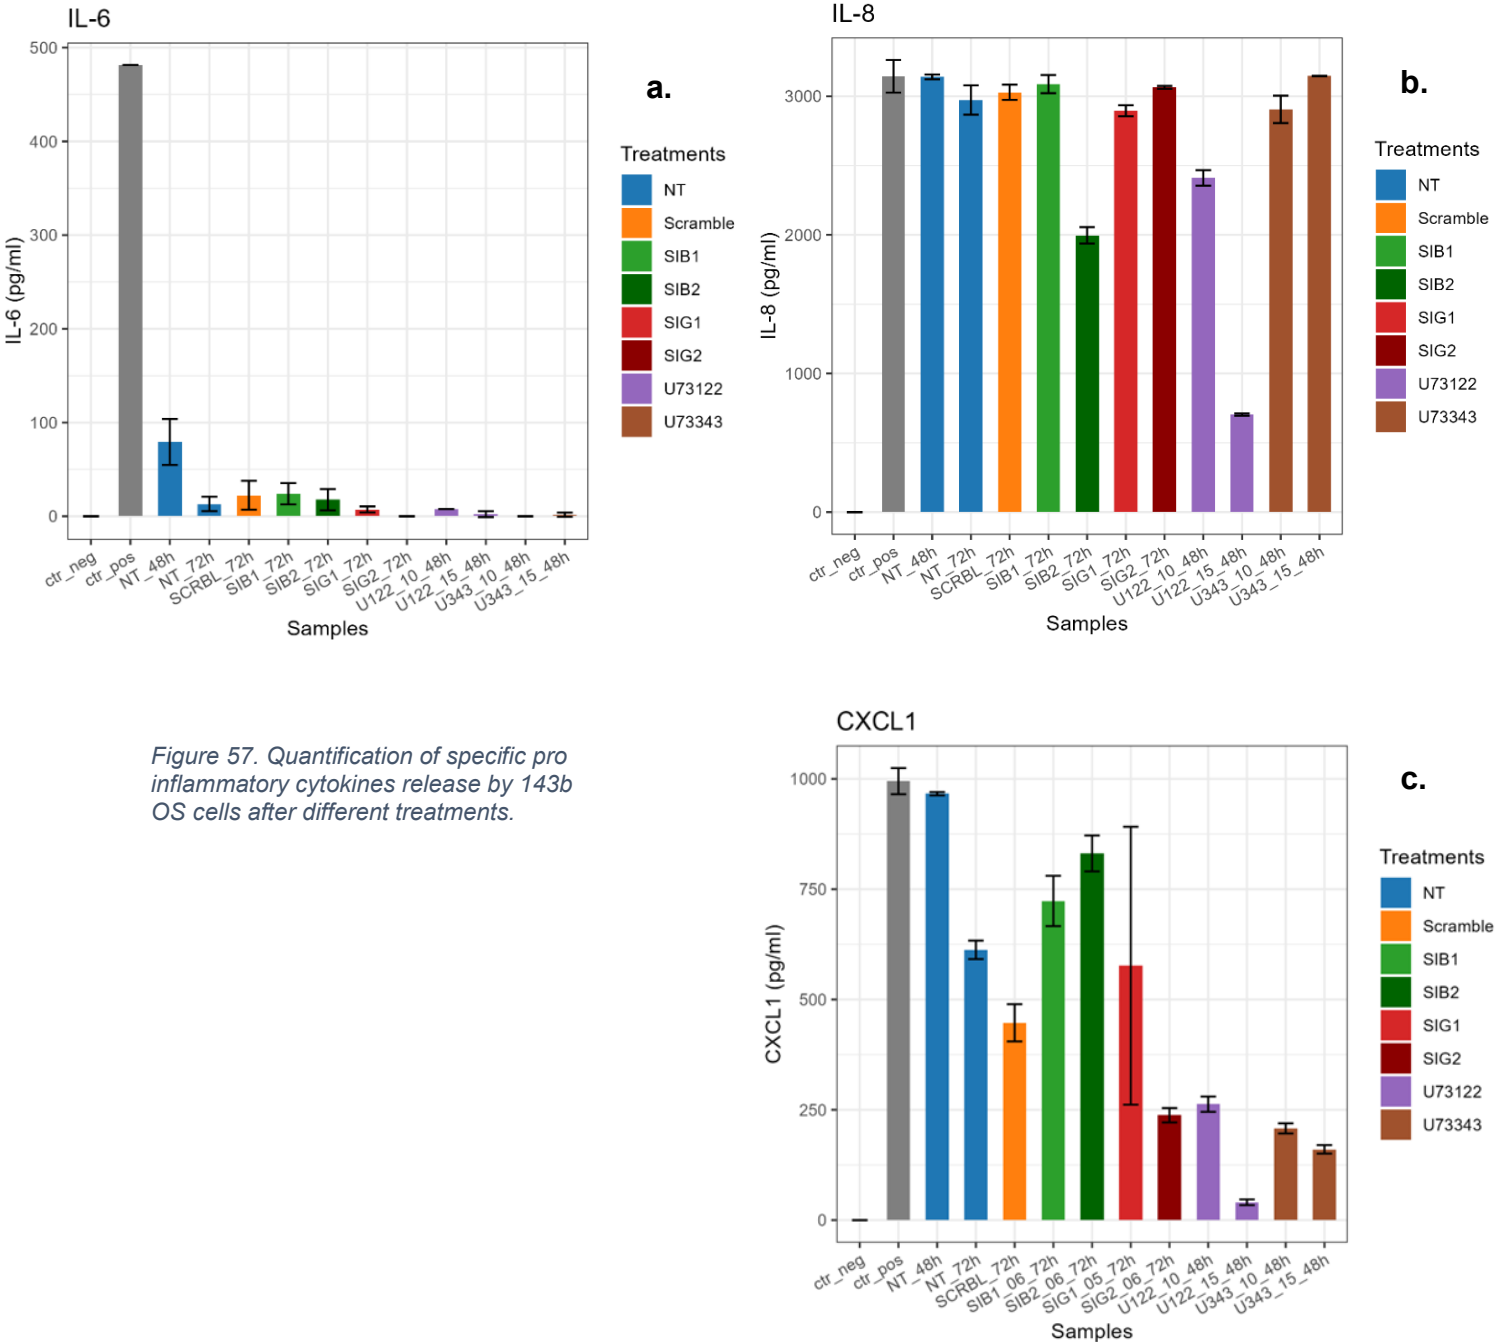 IL-6
500
400
300
200
100
0
IL-6 (pg/ml)
ctr_neg
ctr_pos
NT_48h
NT_72h
SCRBL_72h
SIB1_72h
SIB2_72h
SIG1_72h
SIG2_72h
U122_10_48h
U122_15_48h
U343_10_48h
U343_15_48h
Samples
a.
Treatments
NT
Scramble
SIB1
SIB2
SIG1
SIG2
U73122
U73343
IL-8
3000
2000
1000
0
IL-8 (pg/ml)
ctr_neg
ctr_pos
NT_48h
NT_72h
SCRBL_72h
SIB1_72h
SIB2_72h
SIG1_72h
SIG2_72h
U122_10_48h
U122_15_48h
U343_10_48h
U343_15_48h
Samples
b.
Treatments
NT
Scramble
SIB1
SIB2
SIG1
SIG2
U73122
U73343
Figure 57. Quantification of specific pro
inflammatory cytokines release by 143b
OS cells after different treatments.
CXCL1
1000
750
500
250
0
CXCL1 (pg/ml)
ctr_neg
ctr_pos
NT_48h
NT_72h
SCRBL_72h
SIB1_06_72h
SIB2_06_72h
SIG1_05_72h
SIG2_06_72h
U122_10_48h
U122_15_48h
U343_10_48h
U343_15_48h
Samples
c.
Treatments
NT
Scramble
SIB1
SIB2
SIG1
SIG2
U73122
U73343